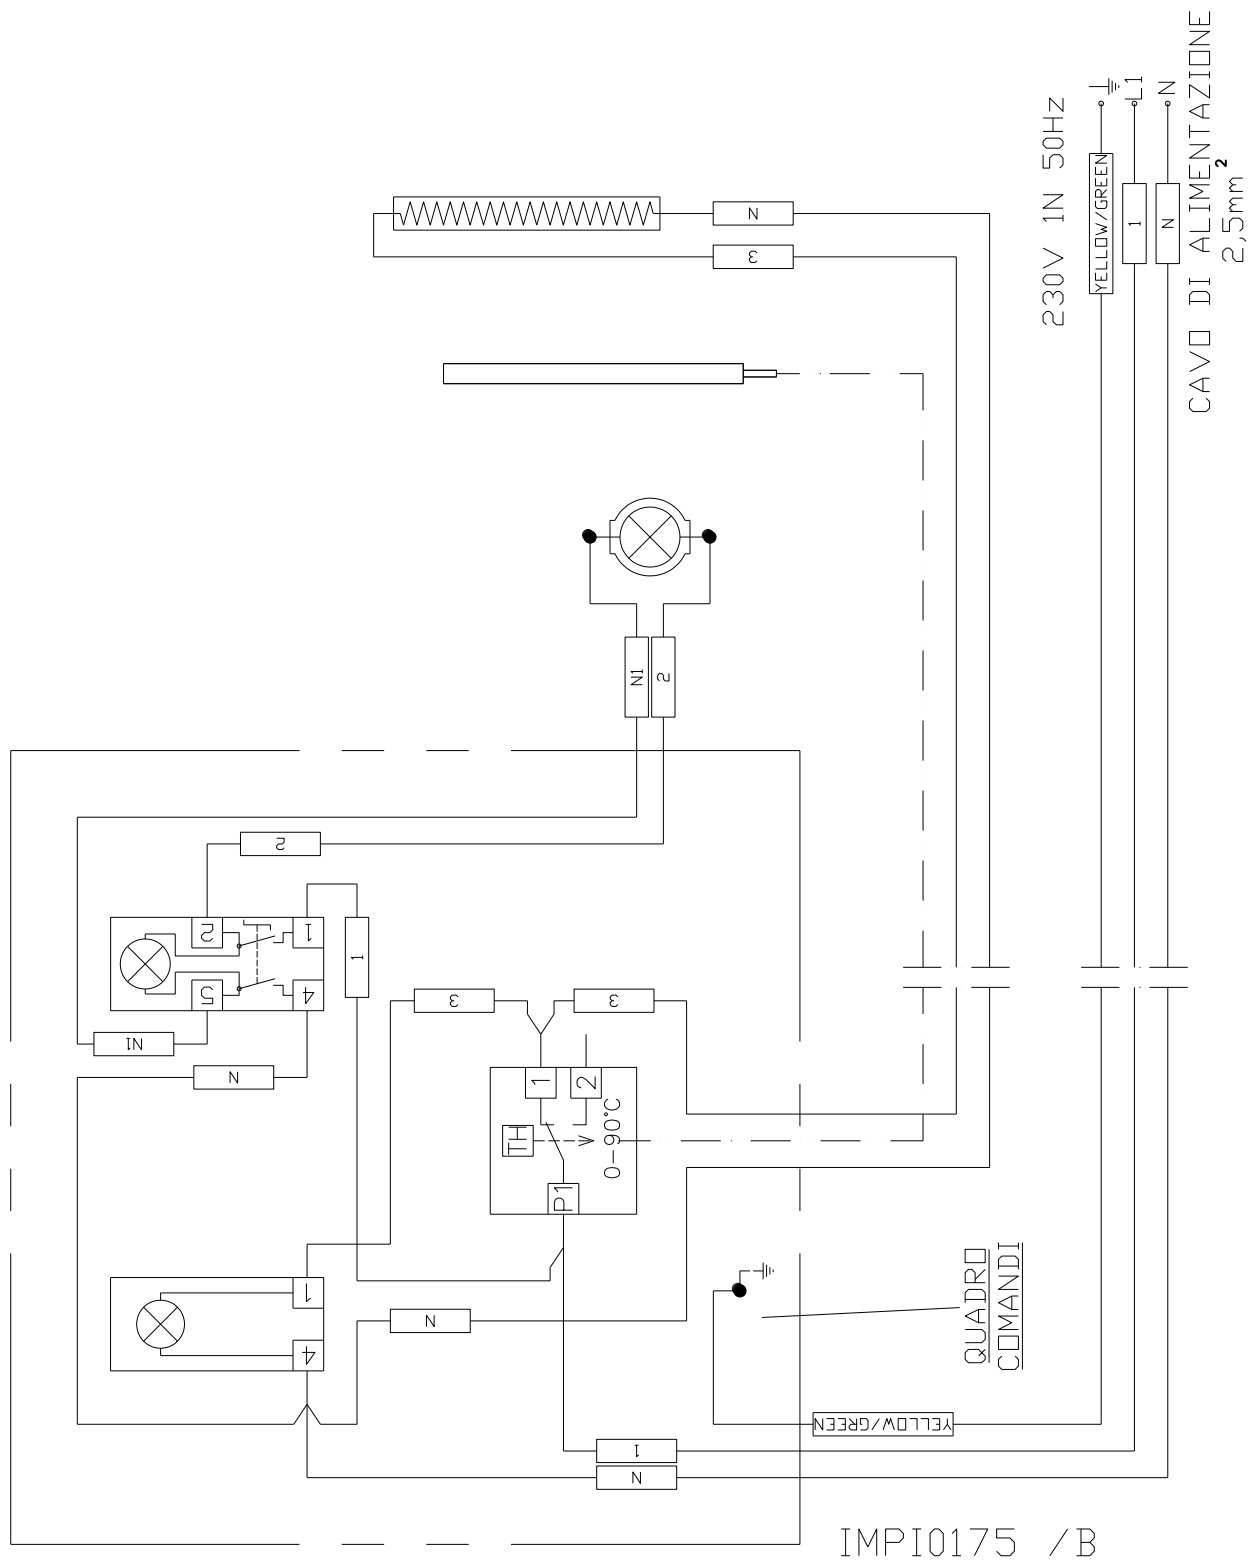 N
3
230V 1N 50Hz
L1
N
YELLOW/GREEN
1
N
CAVO DI ALIMENTAZIONE
2,5mm²
N1
2
2
2
1
5
4
1
N1
N
3
3
1
2
TH
0-90°C
P1
1
4
N
QUADRO
COMANDI
YELLOW/GREEN
1
N
IMPI0175 /B